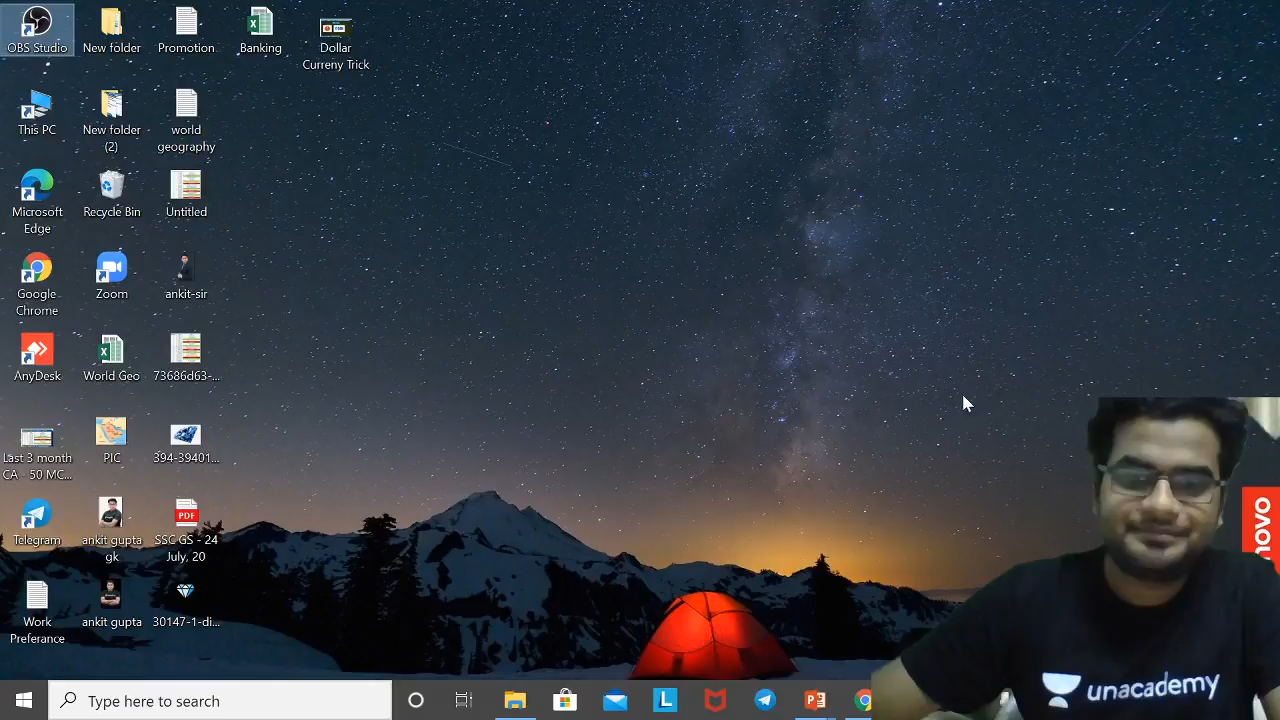 OBS Studio
New folder
Promotion
Banking
Dollar
Curreny Trick
This PC
New folder
(2)
world
geography
Microsoft
Edge
Recycle Bin
Untitled
Google
Chrome
Zoom
ankit-sir
AnyDesk
World Geo
73686d63-...
Last 3 month
CA - 50 MC...
PIC
394-39401...
Telegram
ankit gupta
gk
PDF
SSC GS - 24
July, 20
Work
Preferance
ankit gupta
30147-1-di...
Type here to search
L
unacademy
novo